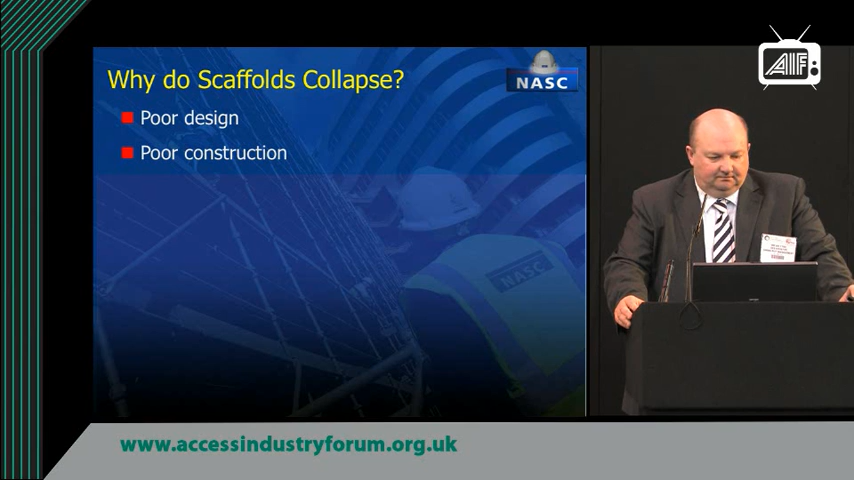 Why do Scaffolds Collapse?
NASC
Poor design
Poor construction
NASC
AIF
www.accessindustryforum.org.uk